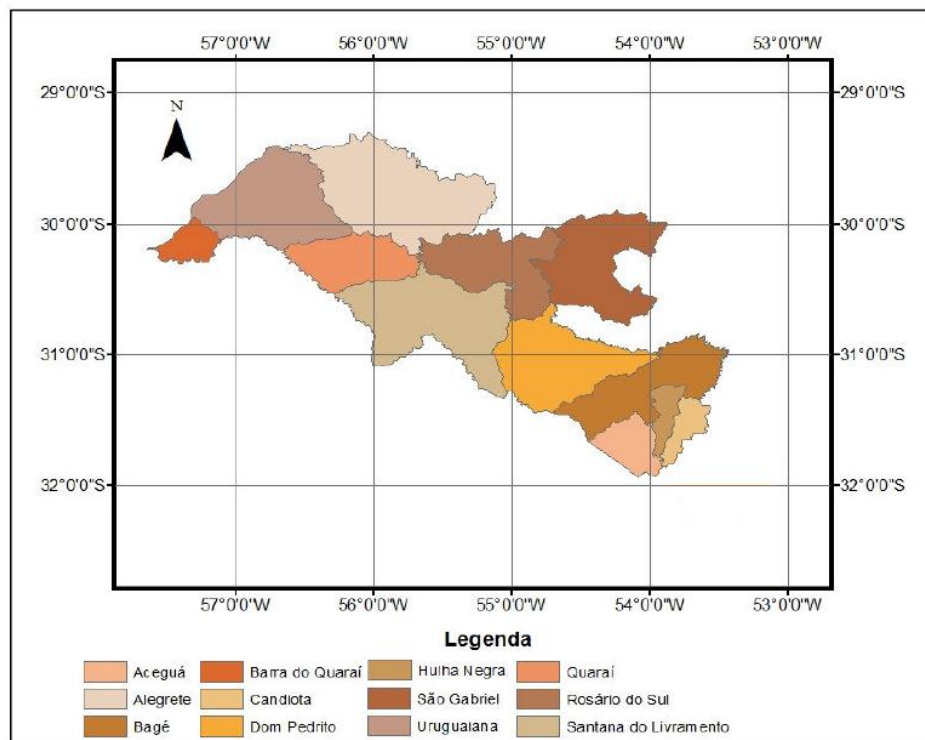 57°0'0"W 56°0'0"W 55°0'0"W 54°0'0"W 53°0'0"W
29°0'0"S 29°0'0"S
N
30°0'0"S 30°0'0"S
31°0'0"S 31°0'0"S
32°0'0"S 32°0'0"S
57°0'0"W 56°0'0"W 55°0'0"W 54°0'0"W 53°0'0"W
Legenda
Aceguá Barra do Quaraí Hulha Negra Quaraí
Alegrete Candiota São Gabriel Rosário do Sul
Bagé Dom Pedrito Uruguaiana Santana do Livramento